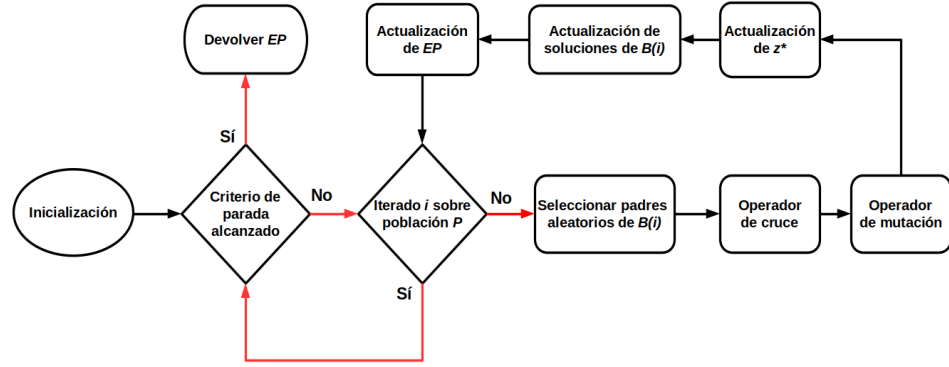 Devolver EP
Actualización
de EP
Actualización de
soluciones de B(i)
Actualización
de z*
Sí
Inicialización
Criterio de
parada
alcanzado
No
Iterado i sobre
población P
No
Seleccionar padres
aleatorios de B(i)
Operador
de cruce
Operador
de mutación
Sí